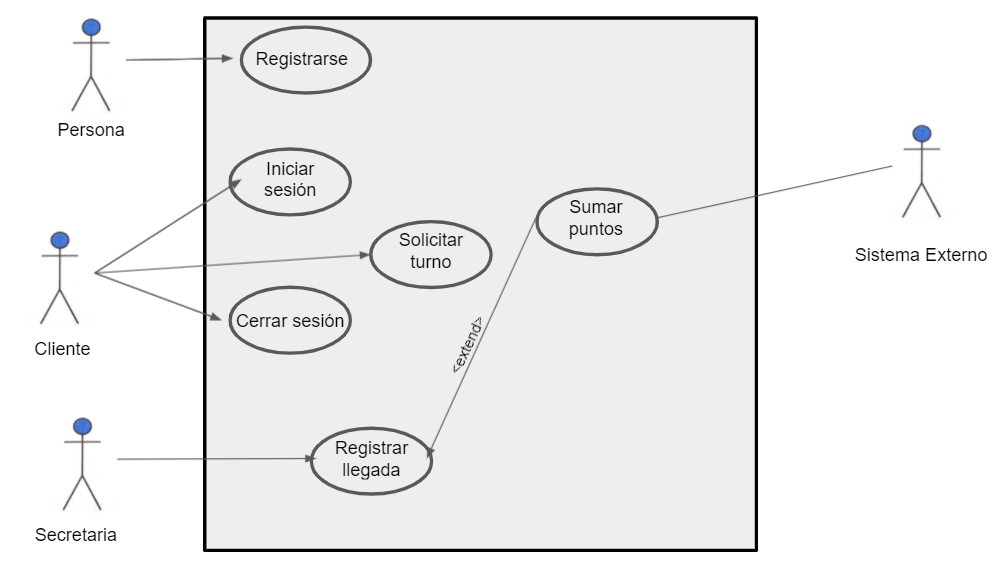 Registrarse
Persona
Iniciar
sesión
Sumar
puntos
Solicitar
turno
Sistema Externo
Cerrar sesión
Cliente
<extend>
Registrar
llegada
Secretaria